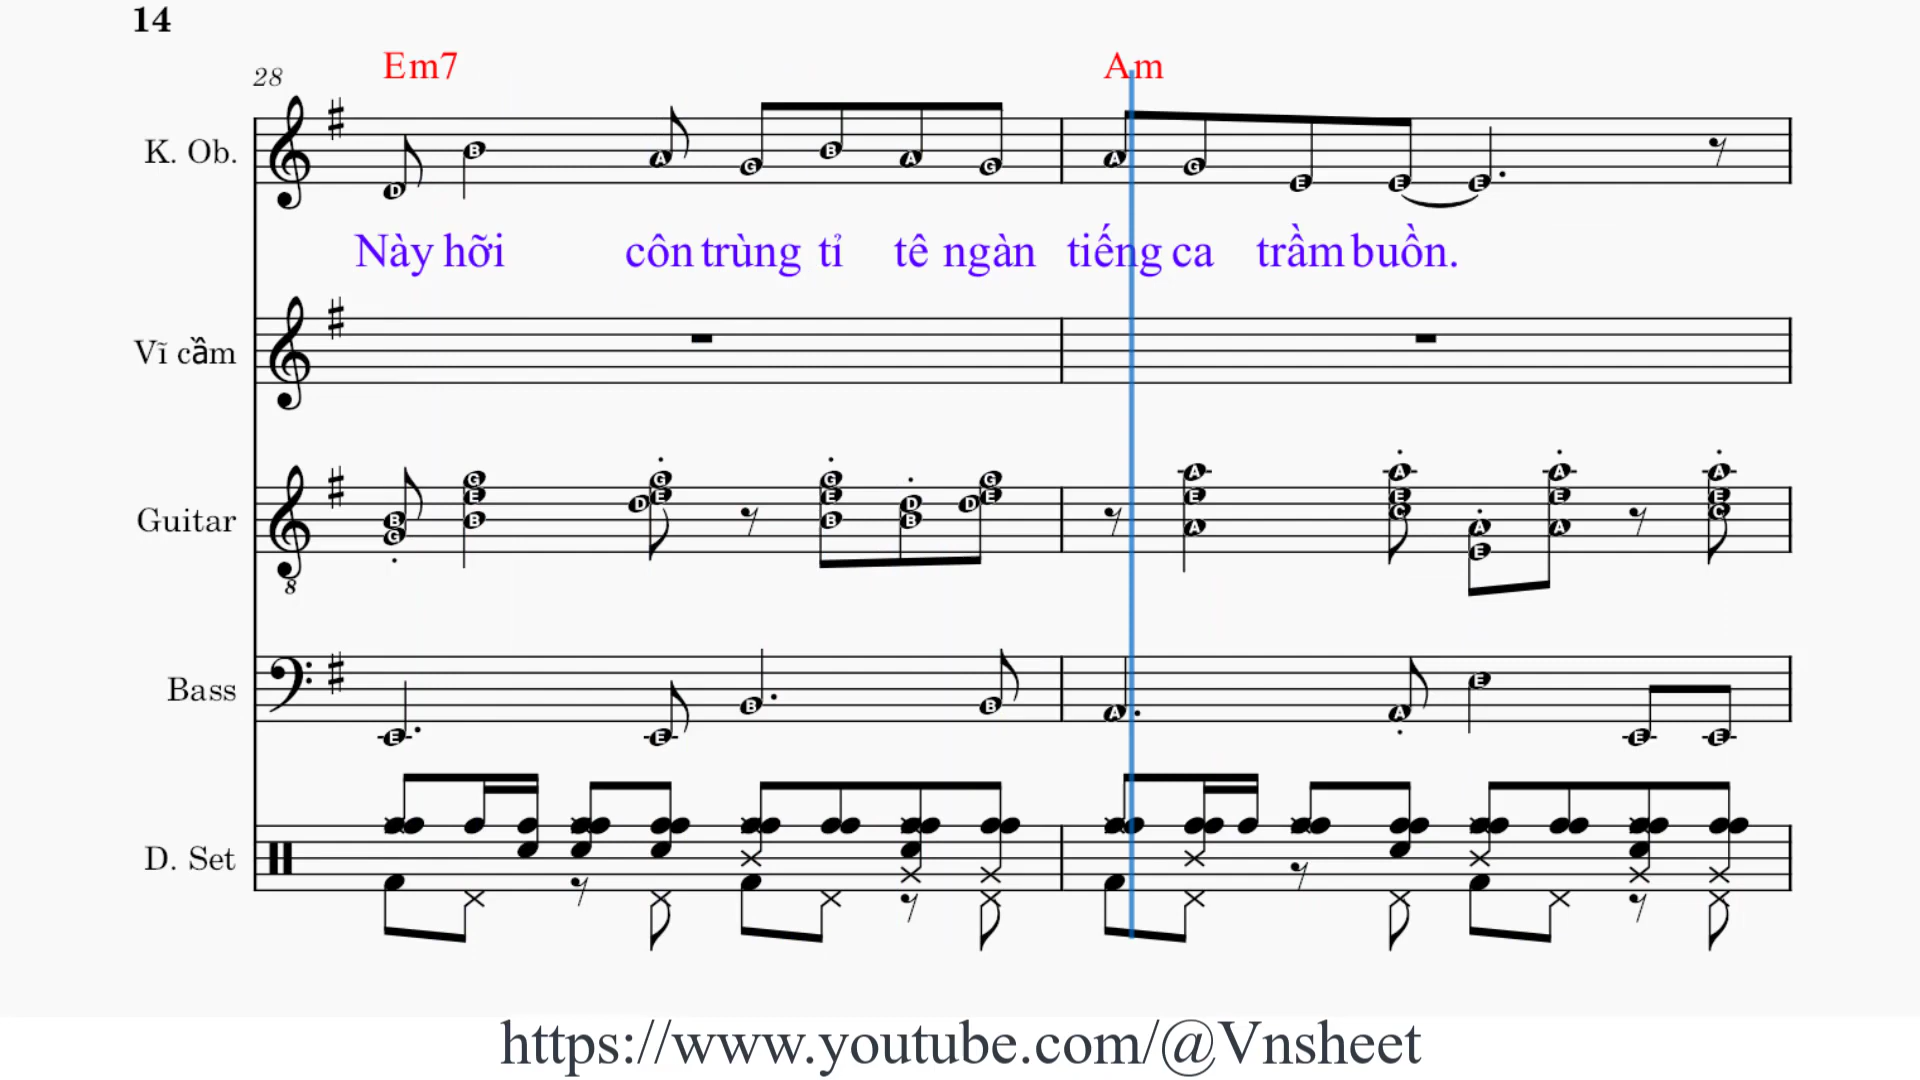 14
28 Em7 Am
K. Ob. D B A G B A G A G E E E
Này hỡi côn trùng tỉ tê ngàn tiếng ca trầm buồn.
Vĩ cầm
Guitar B G G E B D G E G E B D B D G E A E A A E C A E A E A A E C
8
Bass E E B B A A E E E
D. Set
https://www.youtube.com/@Vnsheet